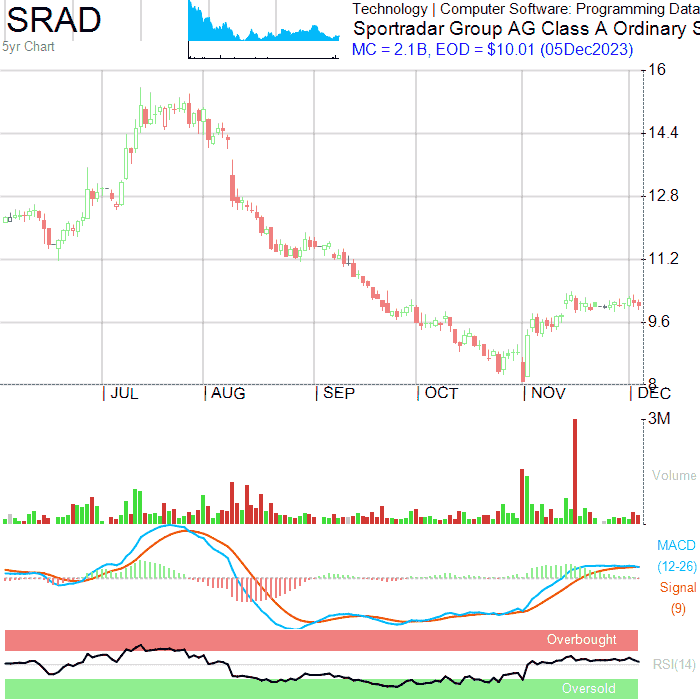 SRAD
5yr Chart
Technology | Computer Software: Programming Data
Sportradar Group AG Class A Ordinary S
MC = 2.1B, EOD = $10.01 (05Dec2023)
16
14.4
12.8
11.2
9.6
8
JUL AUG SEP OCT NOV DEC
3M
Volume
MACD
(12-26)
Signal
(9)
Overbought
RSI(14)
Oversold